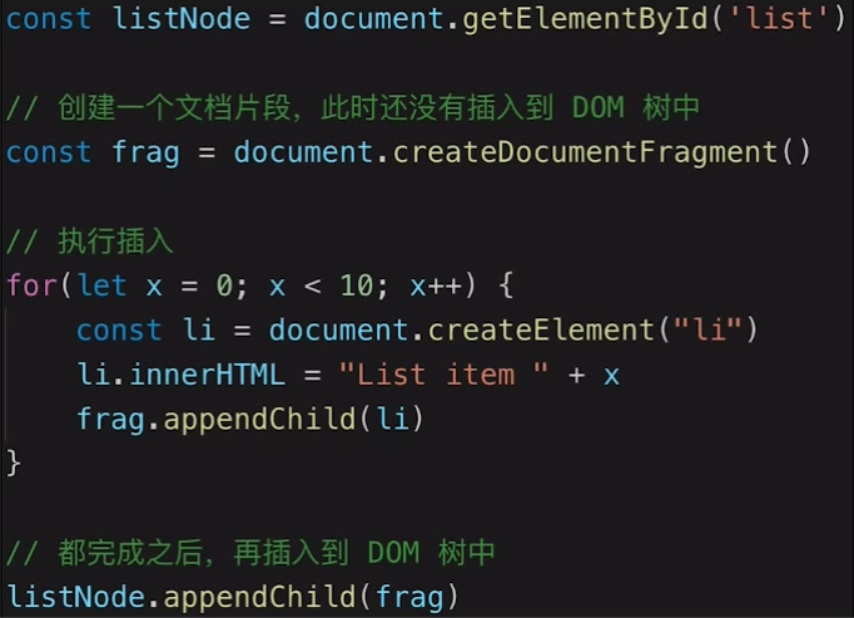 const listNode = document.getElementById('list')
// 创建一个文档片段，此时还没有插入到 DOM 树中
const frag = document.createDocumentFragment()
// 执行插入
for(let x = 0; x < 10; x++) {
    const li = document.createElement("li")
    li.innerHTML = "List item " + x
    frag.appendChild(li)
}
// 都完成之后，再插入到 DOM 树中
listNode.appendChild(frag)